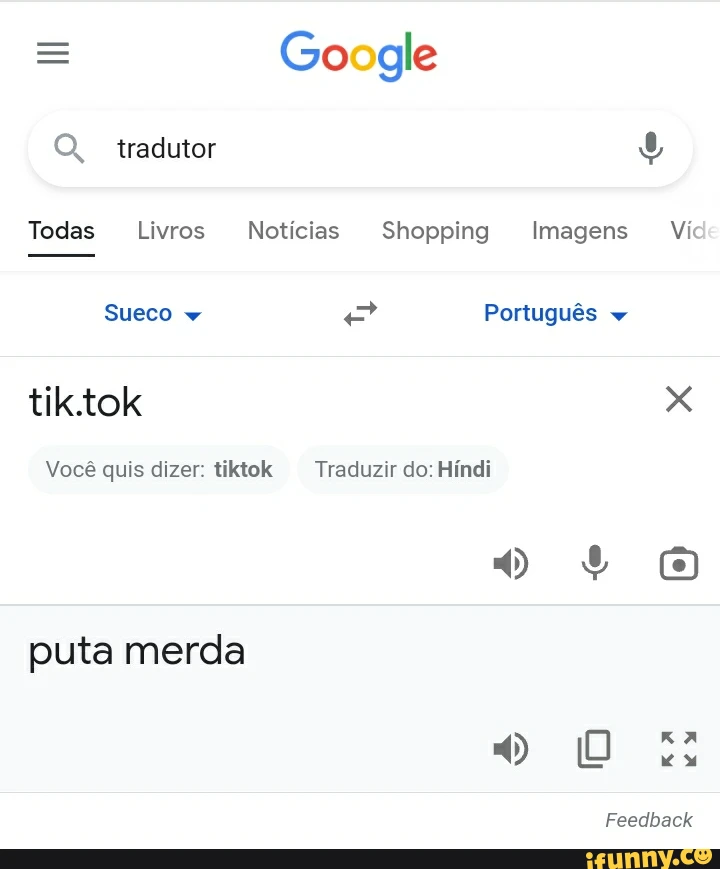 Google
tradutor
Todas Livros Notícias Shopping Imagens Víde
Sueco Português
tik.tok
Você quis dizer: tiktok Traduzir do: Híndi
puta merda
Feedback
ifunny.co